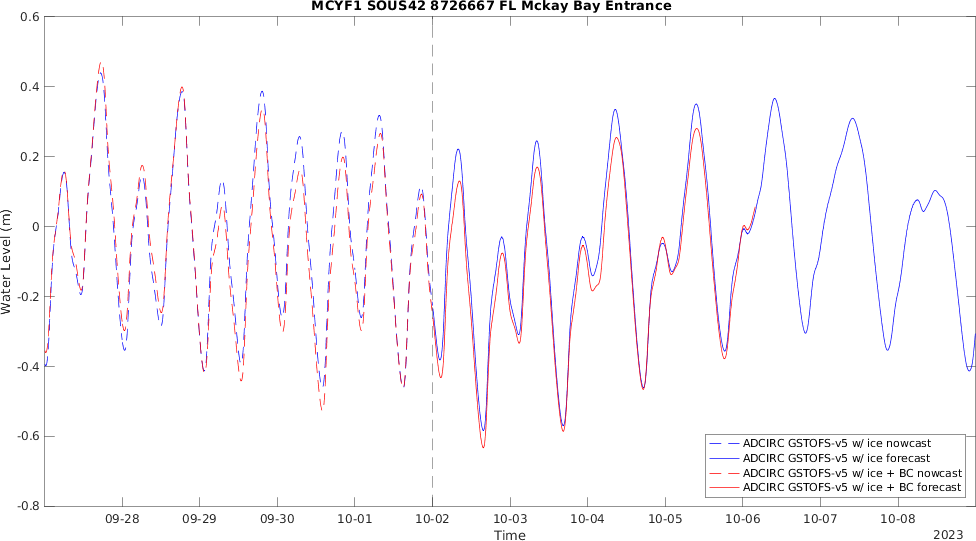 MCYF1 SOUS42 8726667 FL Mckay Bay Entrance
0.6
0.4
0.2
0
-0.2
-0.4
-0.6
-0.8
Water Level (m)
09-28 09-29 09-30 10-01 10-02 10-03 10-04 10-05 10-06 10-07 10-08
Time
2023
ADCIRC GSTOFS-v5 w/ ice nowcast
ADCIRC GSTOFS-v5 w/ ice forecast
ADCIRC GSTOFS-v5 w/ ice + BC nowcast
ADCIRC GSTOFS-v5 w/ ice + BC forecast